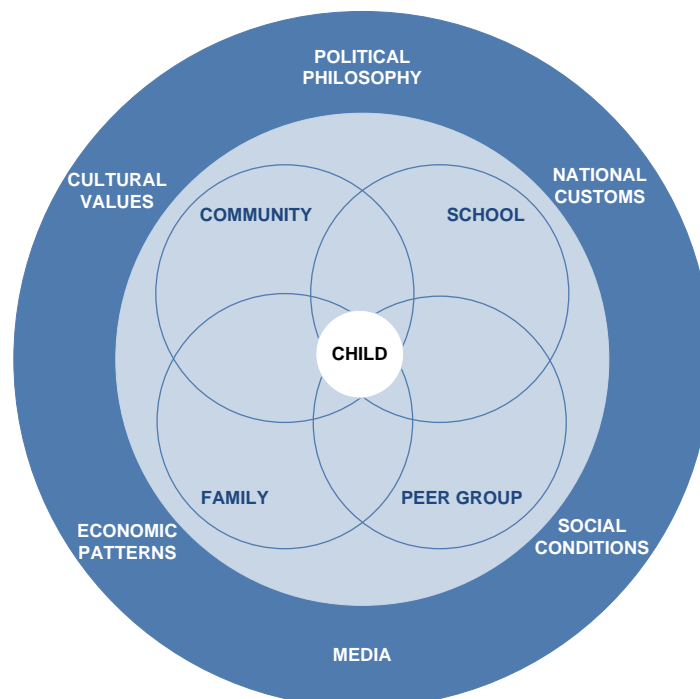 POLITICAL
PHILOSOPHY
CULTURAL
VALUES
NATIONAL
CUSTOMS
COMMUNITY
SCHOOL
CHILD
FAMILY
PEER GROUP
ECONOMIC
PATTERNS
SOCIAL
CONDITIONS
MEDIA